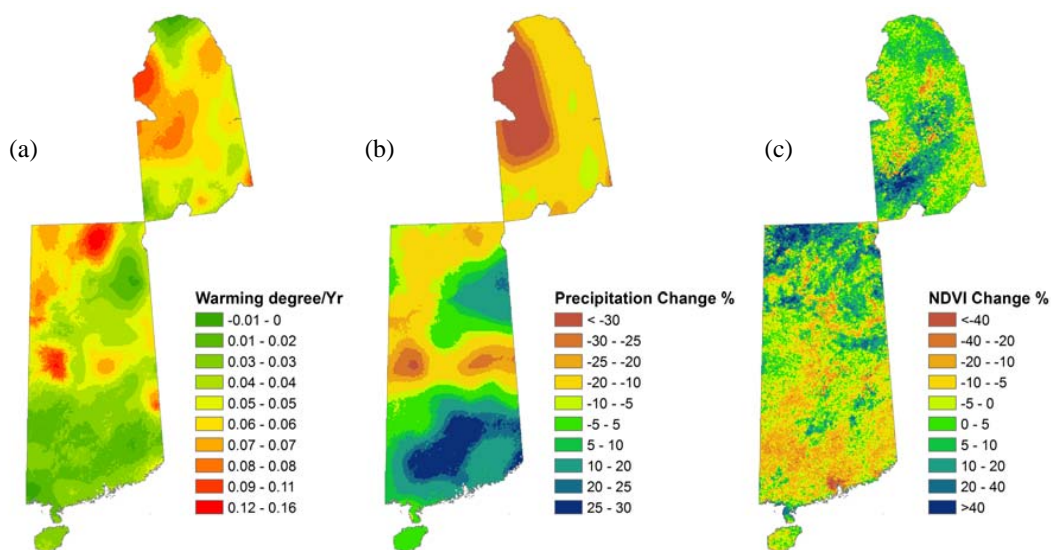 (a)
Warming degree/Yr
-0.01 - 0
0.01 - 0.02
0.03 - 0.03
0.04 - 0.04
0.05 - 0.05
0.06 - 0.06
0.07 - 0.07
0.08 - 0.08
0.09 - 0.11
0.12 - 0.16
(b)
Precipitation Change %
< -30
-30 - -25
-25 - -20
-20 - -10
-10 - -5
-5 - 5
5 - 10
10 - 20
20 - 25
25 - 30
(c)
NDVI Change %
<-40
-40 - -20
-20 - -10
-10 - -5
-5 - 0
0 - 5
5 - 10
10 - 20
20 - 40
>40